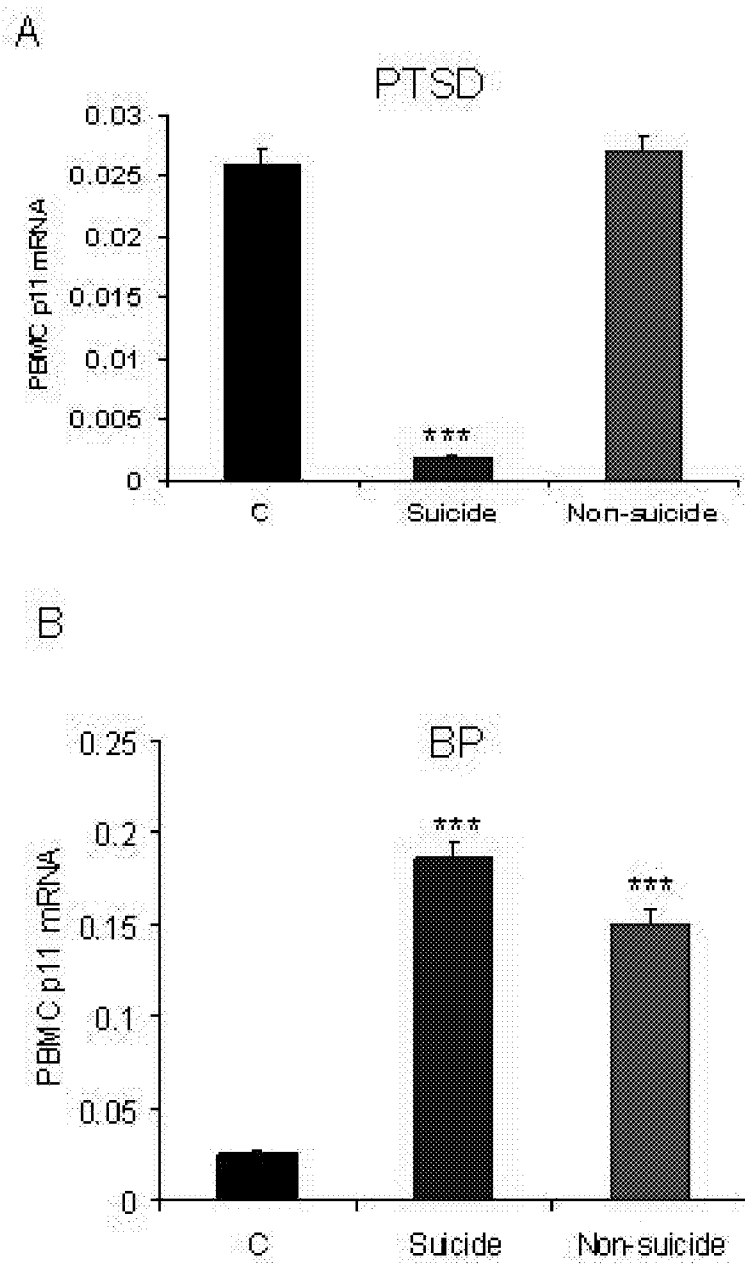 A
PTSD
PBMC p11 mRNA
0.03
0.025
0.02
0.015
0.01
0.005
0
***
C Suicide Non-suicide
B
BP
PBMC p11 mRNA
0.25
0.2
0.15
0.1
0.05
0
***
***
C Suicide Non-suicide